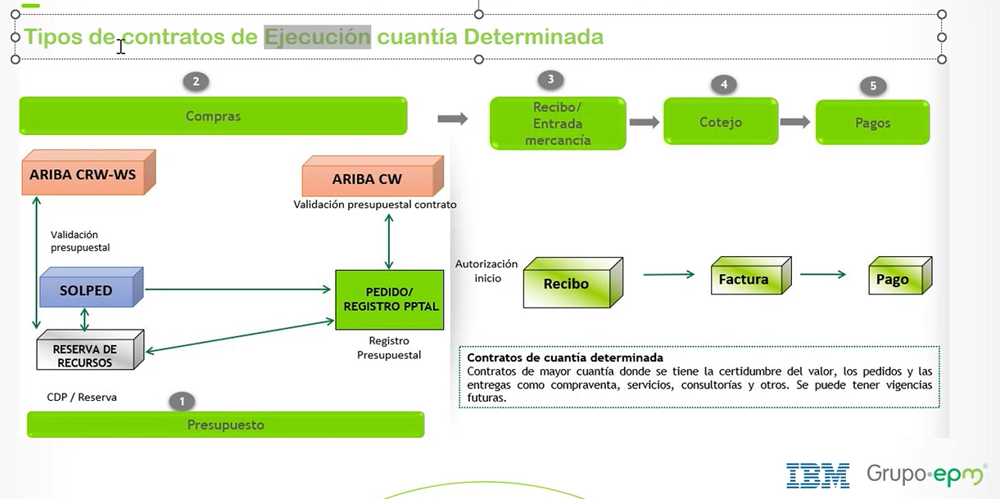 Tipos de contratos de Ejecución cuantía Determinada
2
Compras
3
Recibo/
Entrada
mercancía
4
Cotejo
5
Pagos
ARIBA CRW-WS
ARIBA CW
Validación presupuestal contrato
Validación
presupuestal
SOLPED
RESERVA DE
RECURSOS
CDP / Reserva
PEDIDO/
REGISTRO PPTAL
Registro
Presupuestal
1
Presupuesto
Autorización
inicio
Recibo
Factura
Pago
Contratos de cuantía determinada
Contratos de mayor cuantía donde se tiene la certidumbre del valor, los pedidos y las
entregas como compraventa, servicios, consultorías y otros. Se puede tener vigencias
futuras.
IBM
Grupo·epm®